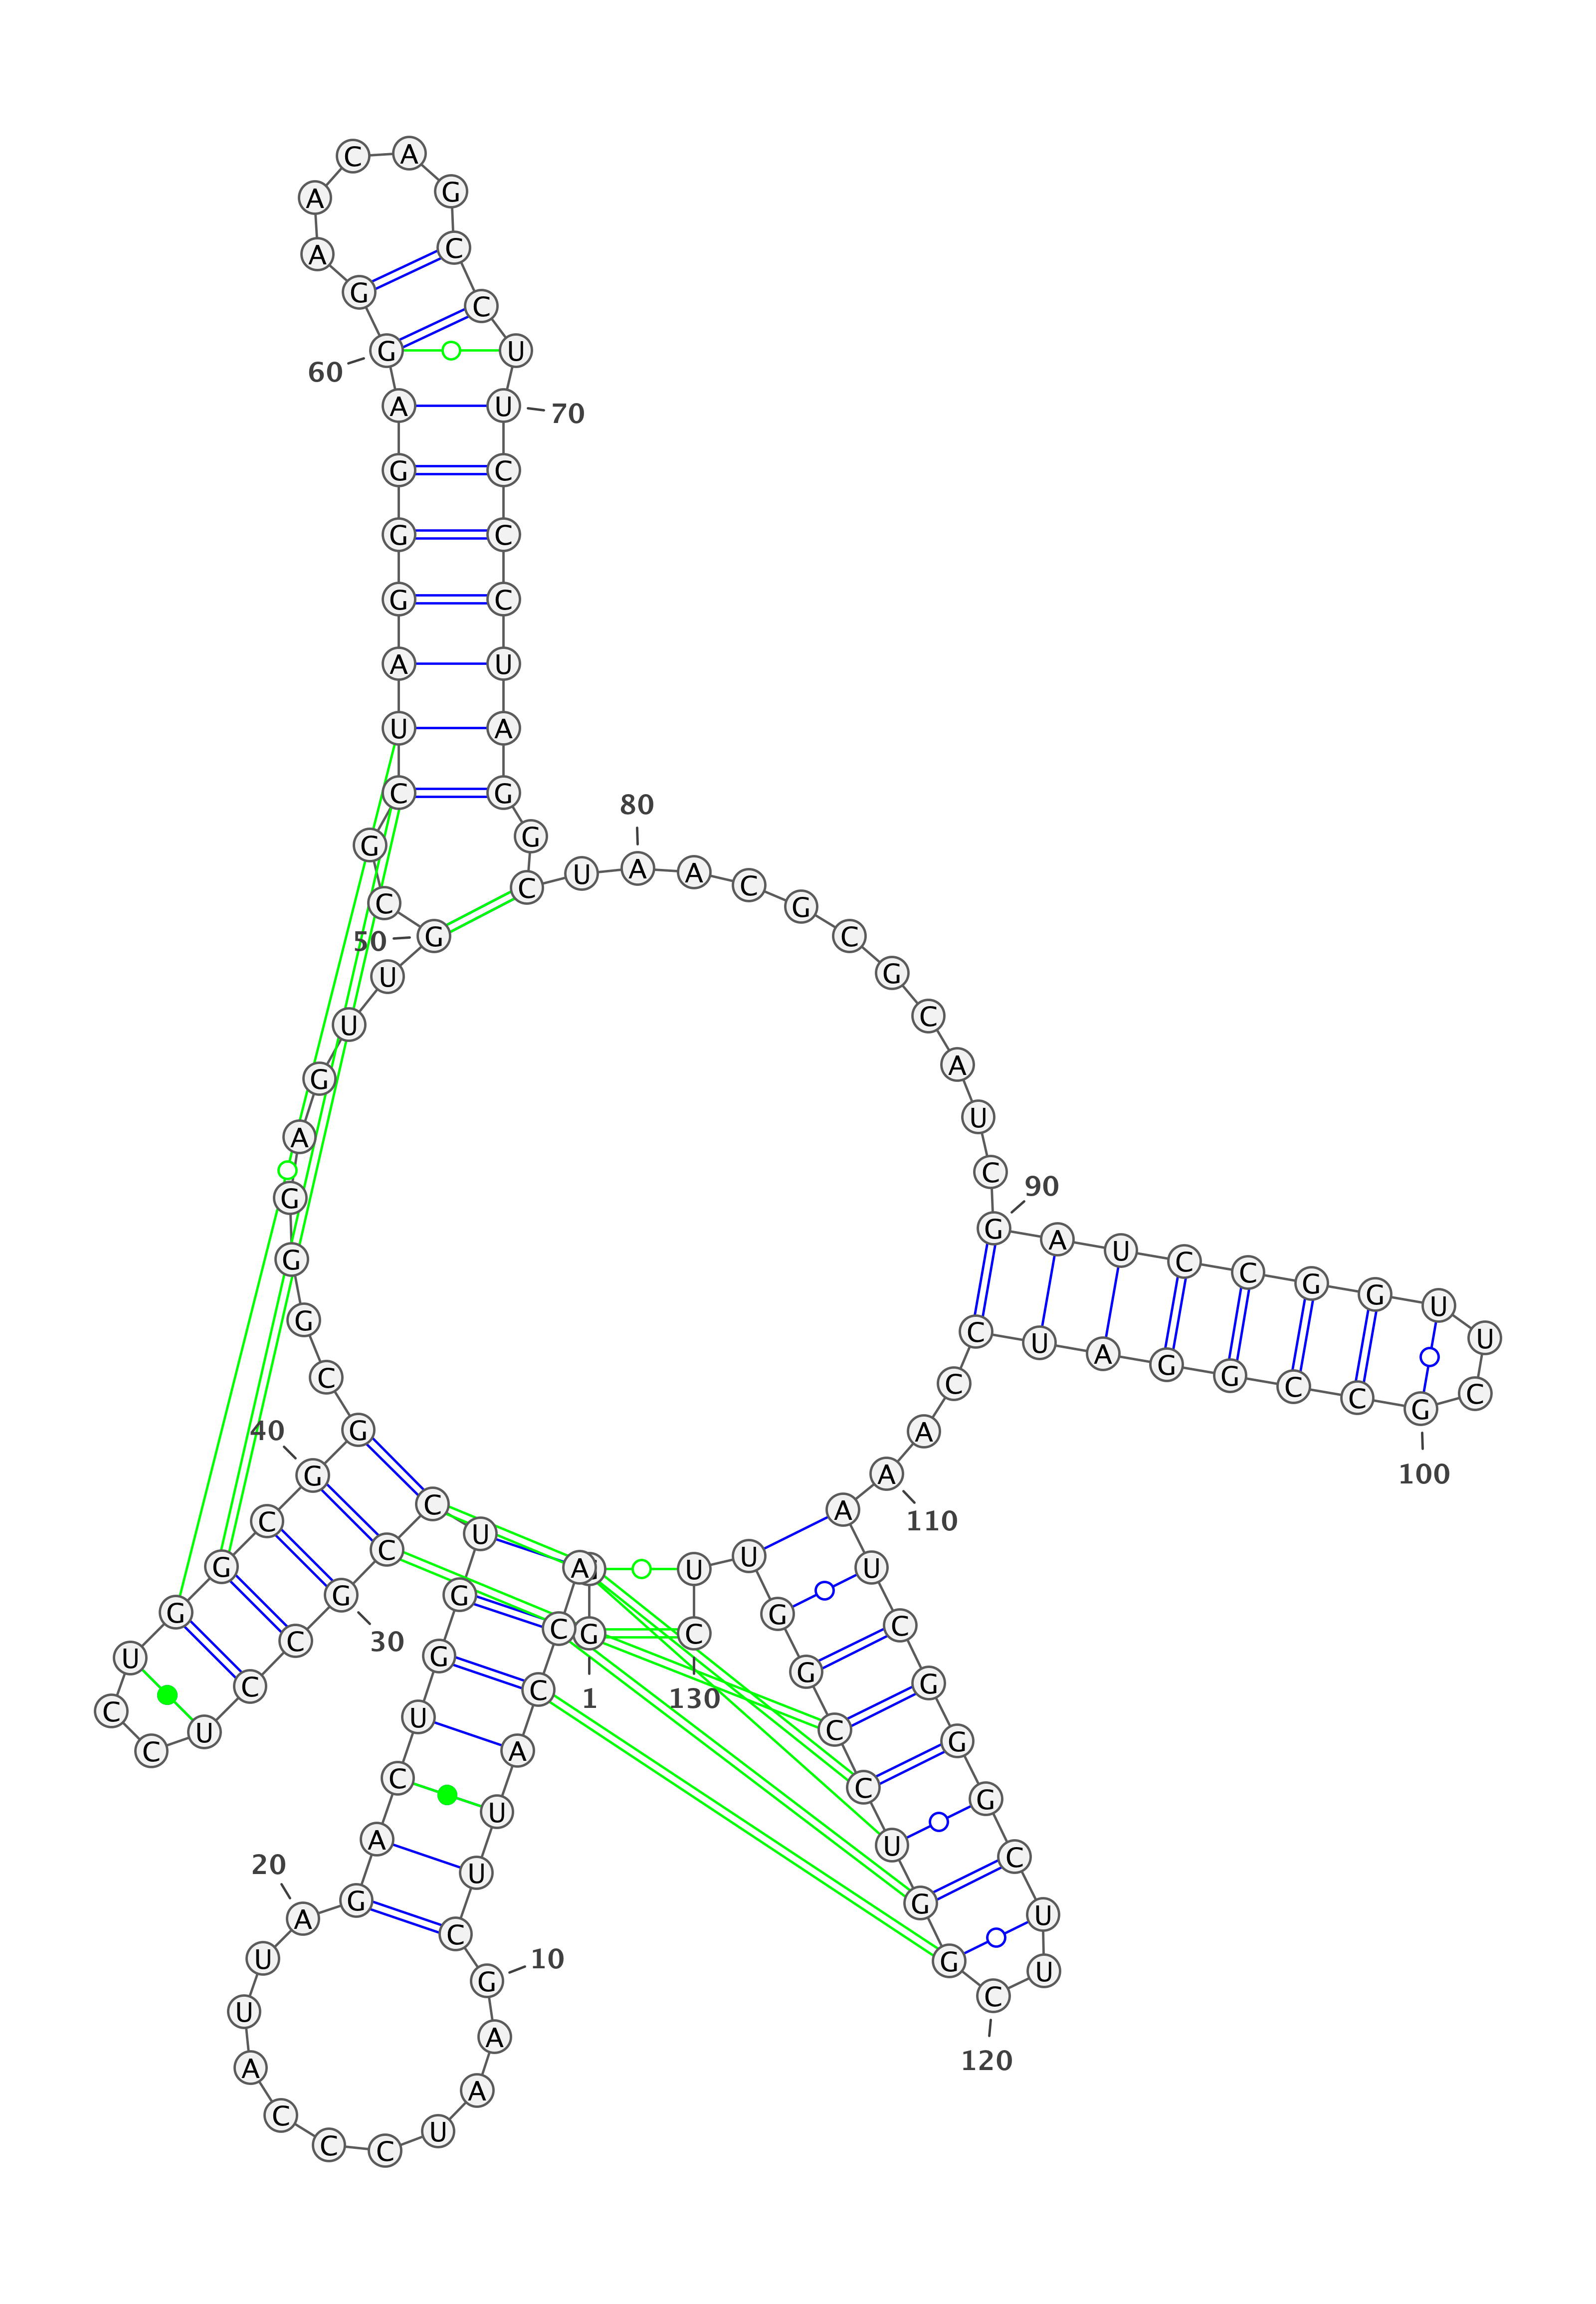 C A
A G
A C
G C
G U
60
A U 70
G C
G C
G C
A U
U A
C G 80
G G
C C U A A C
50 G G C
U G
U C
G A
A U
G C 90
G G A U C C G G U
G C U A G G C C G C U
C C
40 G A
G A 100
C C U A 110
G C A U U U
G G G C G C G C
U C 30 G C 1 130 G G
C C U C G
C U C A C G
A U U C
20 G U G U
A C 10 G U
U G C
U A 120
A A
C U
C C